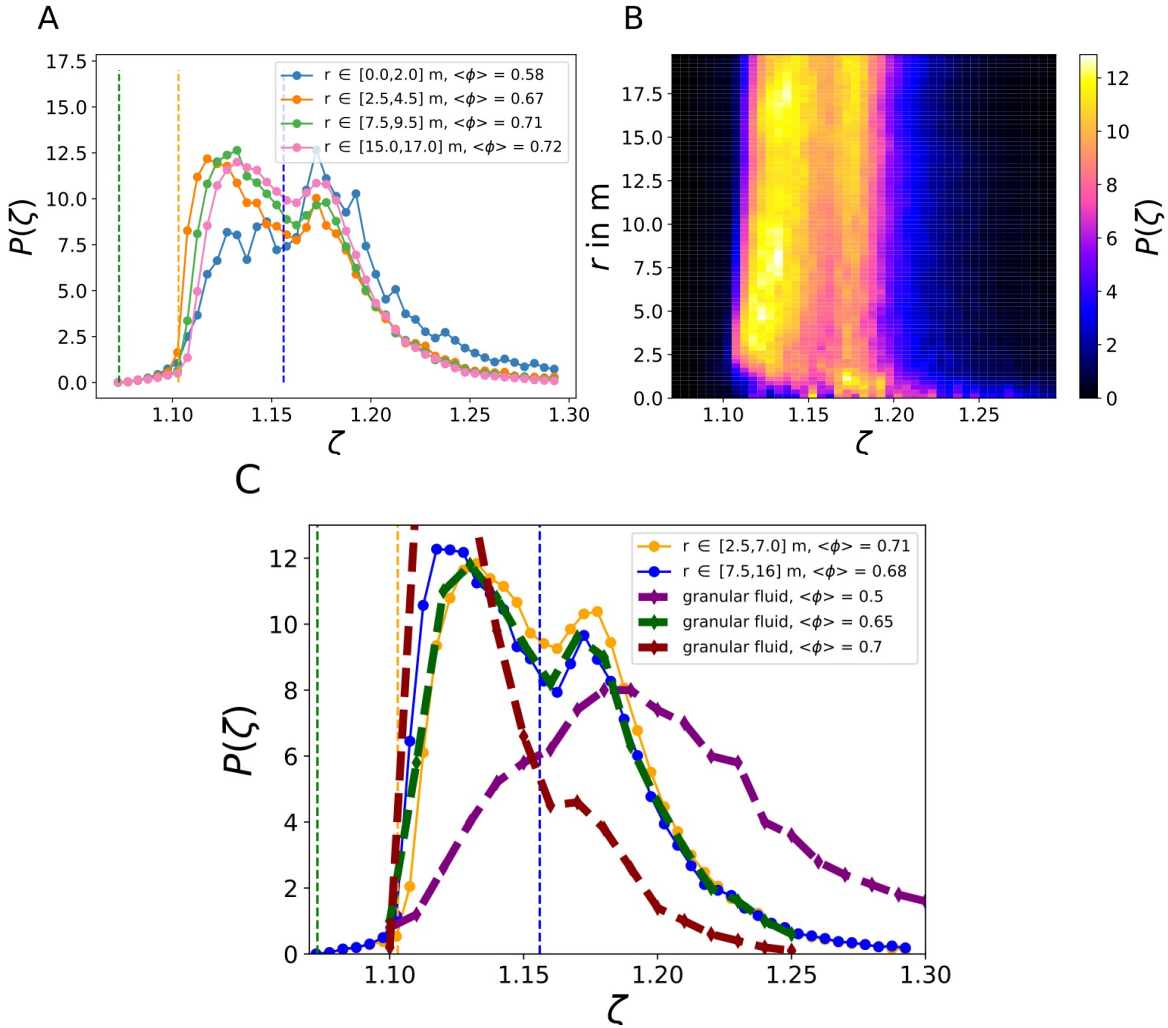 A
17.5
15.0
12.5
10.0
7.5
5.0
2.5
0.0
P(ζ)
1.10
1.15
1.20
1.25
1.30
ζ
r ∈ [0.0,2.0] m, <ϕ> = 0.58
r ∈ [2.5,4.5] m, <ϕ> = 0.67
r ∈ [7.5,9.5] m, <ϕ> = 0.71
r ∈ [15.0,17.0] m, <ϕ> = 0.72
B
17.5
15.0
12.5
10.0
7.5
5.0
2.5
0.0
r in m
1.10
1.15
1.20
1.25
ζ
12
10
8
6
4
2
0
P(ζ)
C
12
10
8
6
4
2
0
P(ζ)
1.10
1.15
1.20
1.25
1.30
ζ
r ∈ [2.5,7.0] m, <ϕ> = 0.71
r ∈ [7.5,16] m, <ϕ> = 0.68
granular fluid, <ϕ> = 0.5
granular fluid, <ϕ> = 0.65
granular fluid, <ϕ> = 0.7